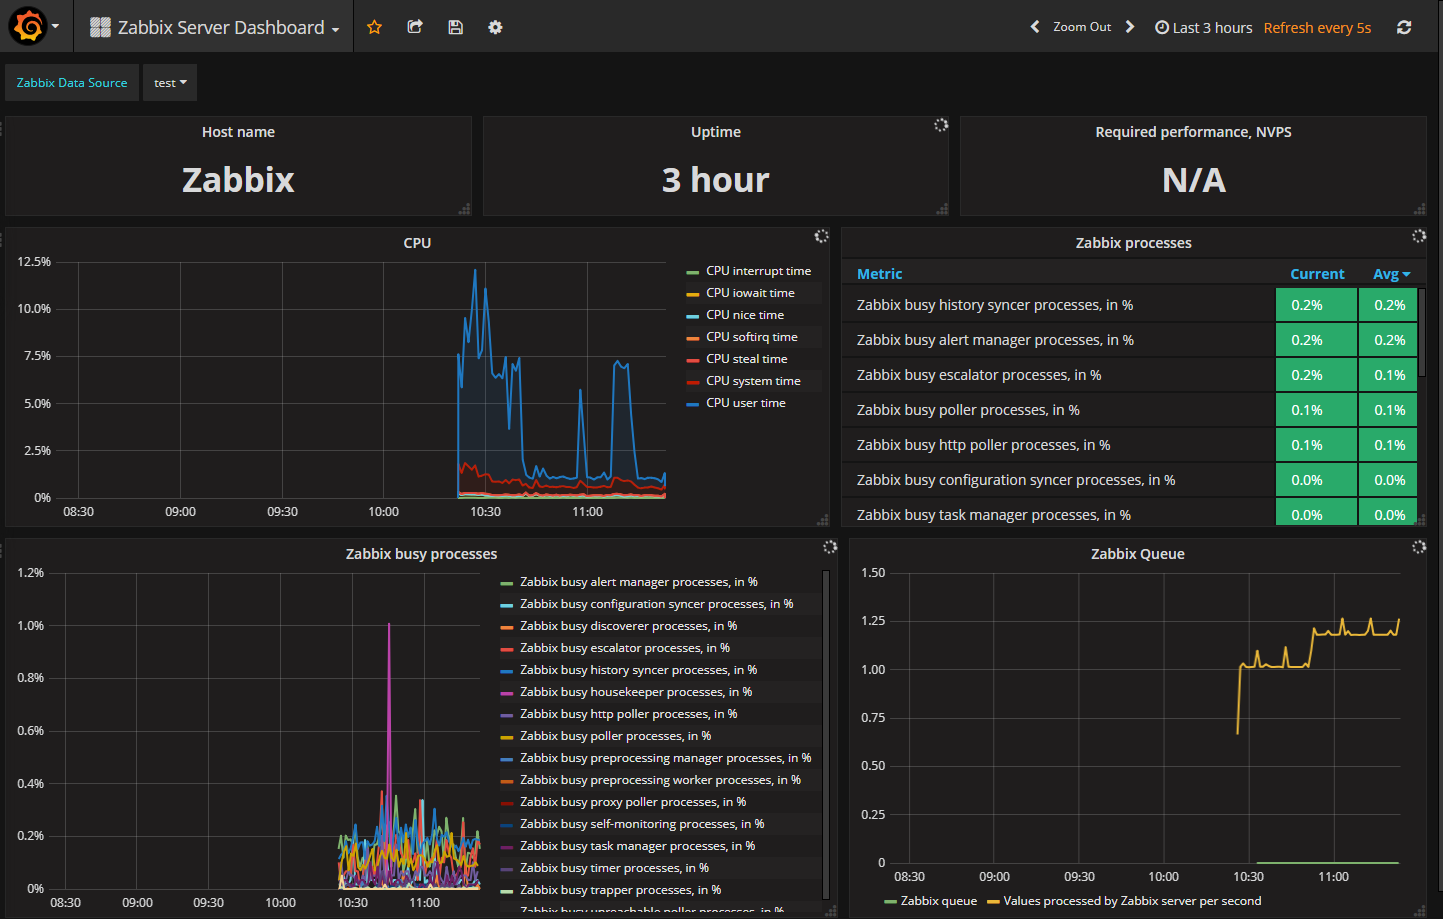 Zabbix Server Dashboard
Zoom Out
Last 3 hours
Refresh every 5s
Zabbix Data Source
test
Host name
Zabbix
Uptime
3 hour
Required performance, NVPS
N/A
CPU
12.5%
10.0%
7.5%
5.0%
2.5%
0%
08:30 09:00 09:30 10:00 10:30 11:00
CPU interrupt time
CPU iowait time
CPU nice time
CPU softirq time
CPU steal time
CPU system time
CPU user time
Zabbix processes
Metric Current Avg
Zabbix busy history syncer processes, in % 0.2% 0.2%
Zabbix busy alert manager processes, in % 0.2% 0.2%
Zabbix busy escalator processes, in % 0.2% 0.1%
Zabbix busy poller processes, in % 0.1% 0.1%
Zabbix busy http poller processes, in % 0.1% 0.1%
Zabbix busy configuration syncer processes, in % 0.0% 0.0%
Zabbix busy task manager processes, in % 0.0% 0.0%
Zabbix busy processes
1.2%
1.0%
0.8%
0.6%
0.4%
0.2%
0%
08:30 09:00 09:30 10:00 10:30 11:00
Zabbix busy alert manager processes, in %
Zabbix busy configuration syncer processes, in %
Zabbix busy discoverer processes, in %
Zabbix busy escalator processes, in %
Zabbix busy history syncer processes, in %
Zabbix busy housekeeper processes, in %
Zabbix busy http poller processes, in %
Zabbix busy poller processes, in %
Zabbix busy preprocessing manager processes, in %
Zabbix busy preprocessing worker processes, in %
Zabbix busy proxy poller processes, in %
Zabbix busy self-monitoring processes, in %
Zabbix busy task manager processes, in %
Zabbix busy timer processes, in %
Zabbix busy trapper processes, in %
Zabbix busy unreachable poller processes, in %
Zabbix Queue
1.50
1.25
1.00
0.75
0.50
0.25
0
08:30 09:00 09:30 10:00 10:30 11:00
Zabbix queue
Values processed by Zabbix server per second